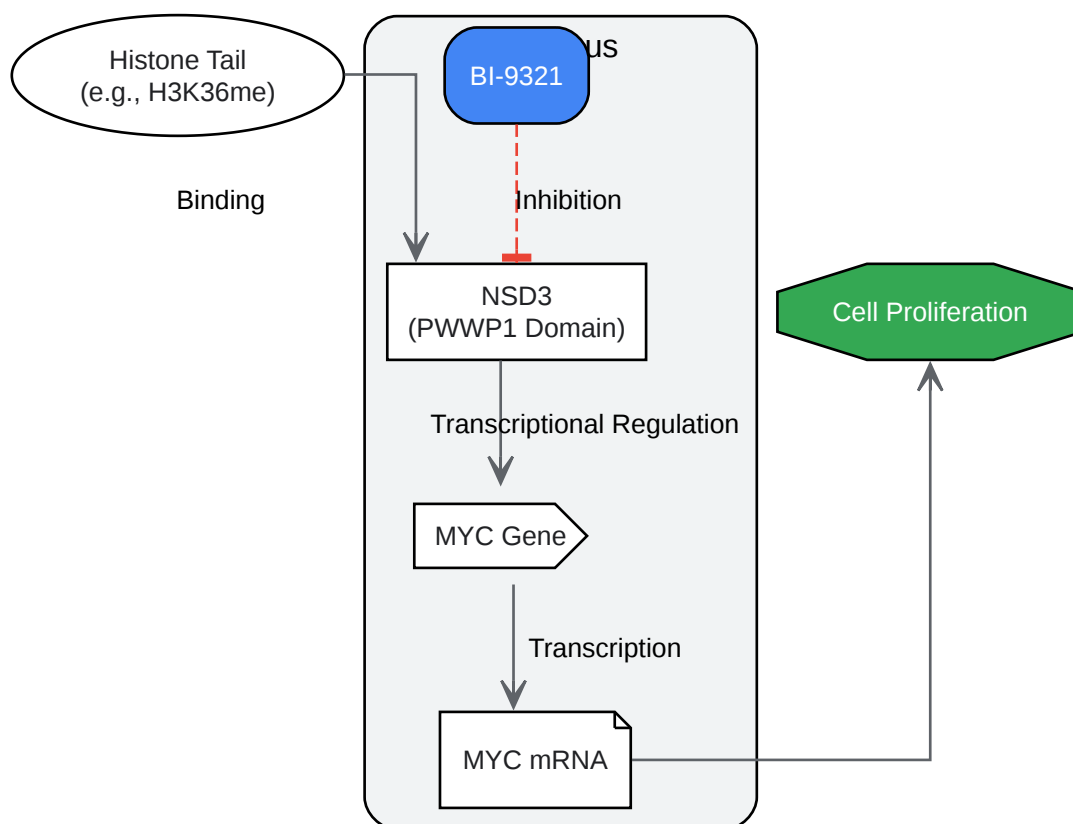 Histone Tail
(e.g., H3K36me)
BI-9321
us
Binding
Inhibition
NSD3
(PWWP1 Domain)
Cell Proliferation
Transcriptional Regulation
MYC Gene
Transcription
MYC mRNA